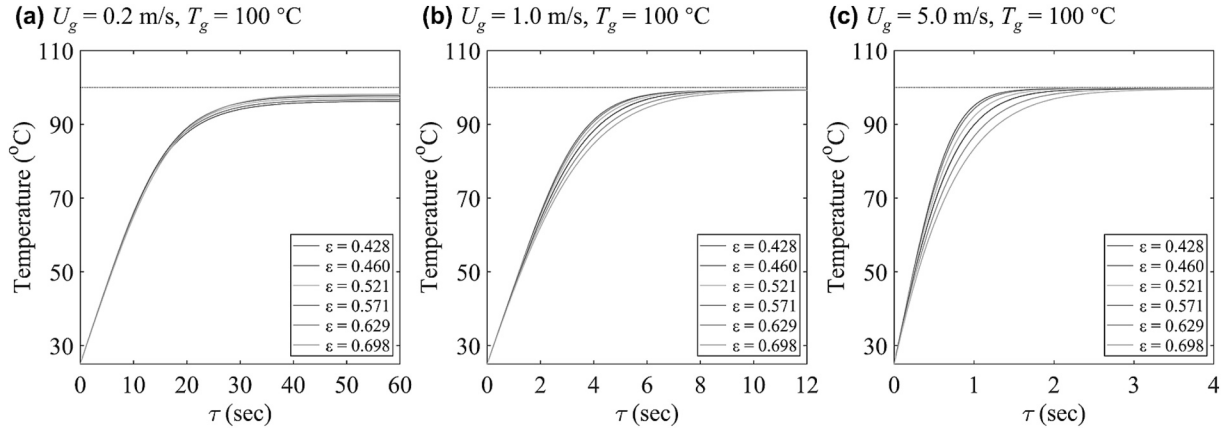 (a) U_g = 0.2 m/s, T_g = 100 °C
110
90
70
50
30
Temperature (°C)
ε = 0.428
ε = 0.460
ε = 0.521
ε = 0.571
ε = 0.629
ε = 0.698
0 10 20 30 40 50 60
τ (sec)
(b) U_g = 1.0 m/s, T_g = 100 °C
110
90
70
50
30
Temperature (°C)
ε = 0.428
ε = 0.460
ε = 0.521
ε = 0.571
ε = 0.629
ε = 0.698
0 2 4 6 8 10 12
τ (sec)
(c) U_g = 5.0 m/s, T_g = 100 °C
110
90
70
50
30
Temperature (°C)
ε = 0.428
ε = 0.460
ε = 0.521
ε = 0.571
ε = 0.629
ε = 0.698
0 1 2 3 4
τ (sec)